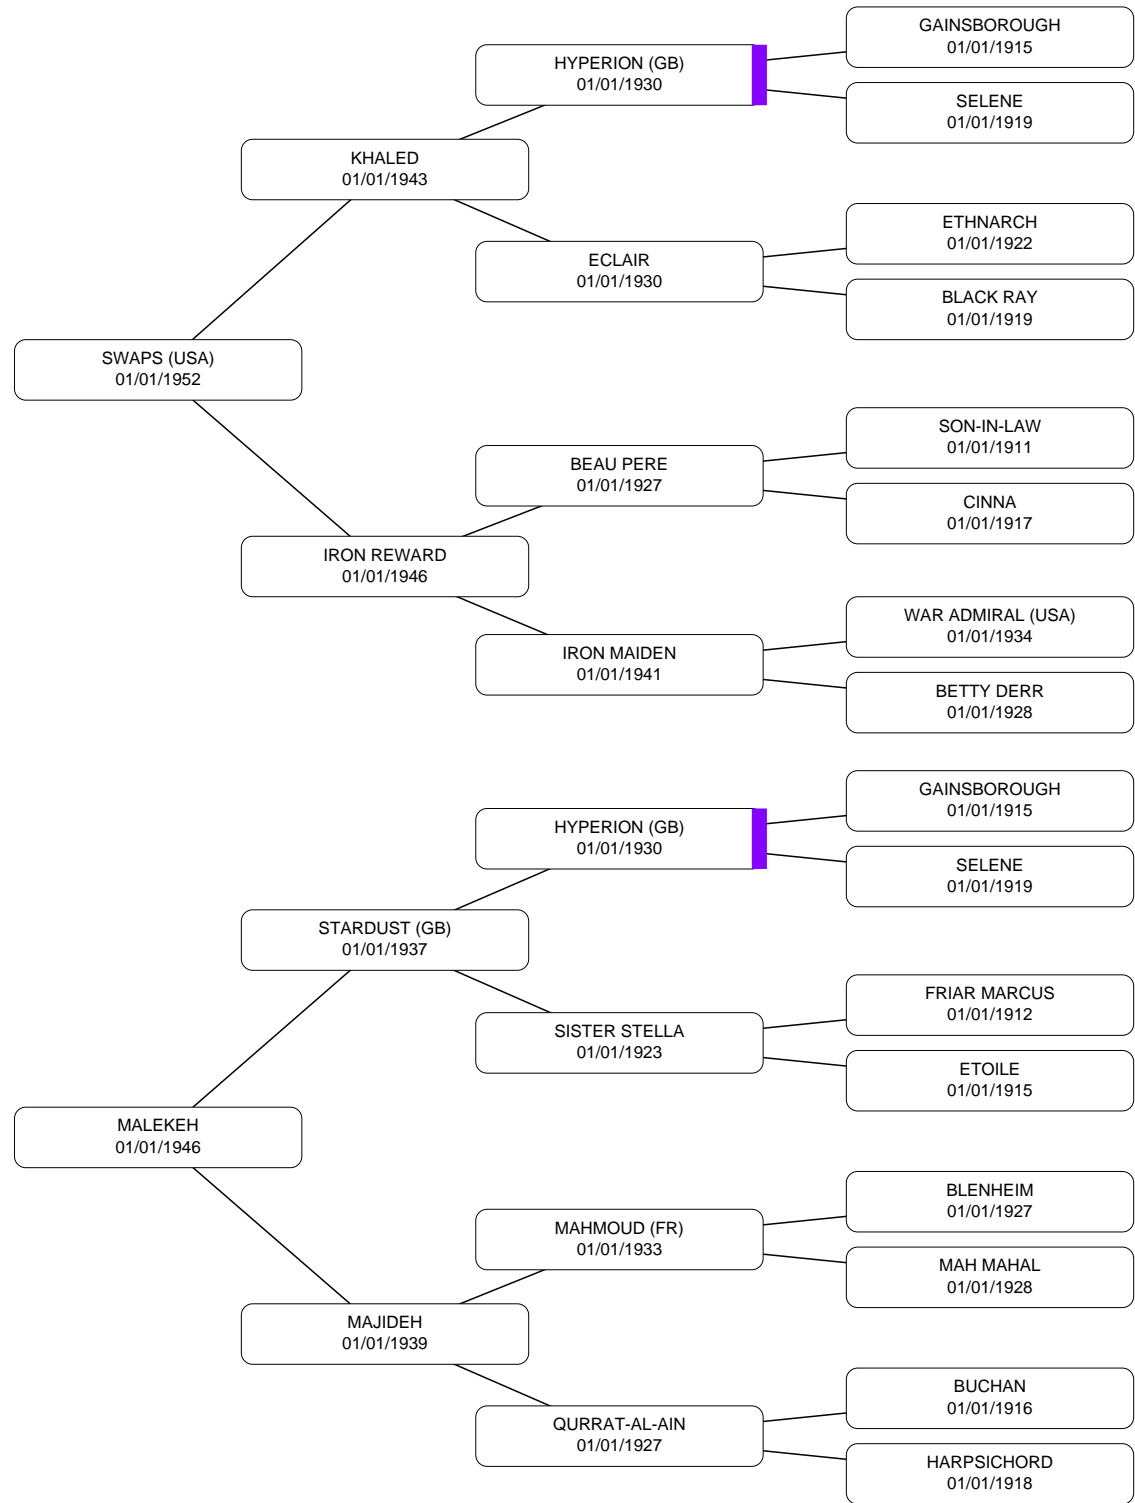 GAINSBOROUGH
01/01/1915
HYPERION (GB)
01/01/1930
SELENE
01/01/1919
KHALED
01/01/1943
ETHNARCH
01/01/1922
ECLAIR
01/01/1930
BLACK RAY
01/01/1919
SWAPS (USA)
01/01/1952
SON-IN-LAW
01/01/1911
BEAU PERE
01/01/1927
CINNA
01/01/1917
IRON REWARD
01/01/1946
WAR ADMIRAL (USA)
01/01/1934
IRON MAIDEN
01/01/1941
BETTY DERR
01/01/1928
GAINSBOROUGH
01/01/1915
HYPERION (GB)
01/01/1930
SELENE
01/01/1919
STARDUST (GB)
01/01/1937
FRIAR MARCUS
01/01/1912
SISTER STELLA
01/01/1923
ETOILE
01/01/1915
MALEKEH
01/01/1946
BLENHEIM
01/01/1927
MAHMOUD (FR)
01/01/1933
MAH MAHAL
01/01/1928
MAJIDEH
01/01/1939
BUCHAN
01/01/1916
QURRAT-AL-AIN
01/01/1927
HARPSICHORD
01/01/1918